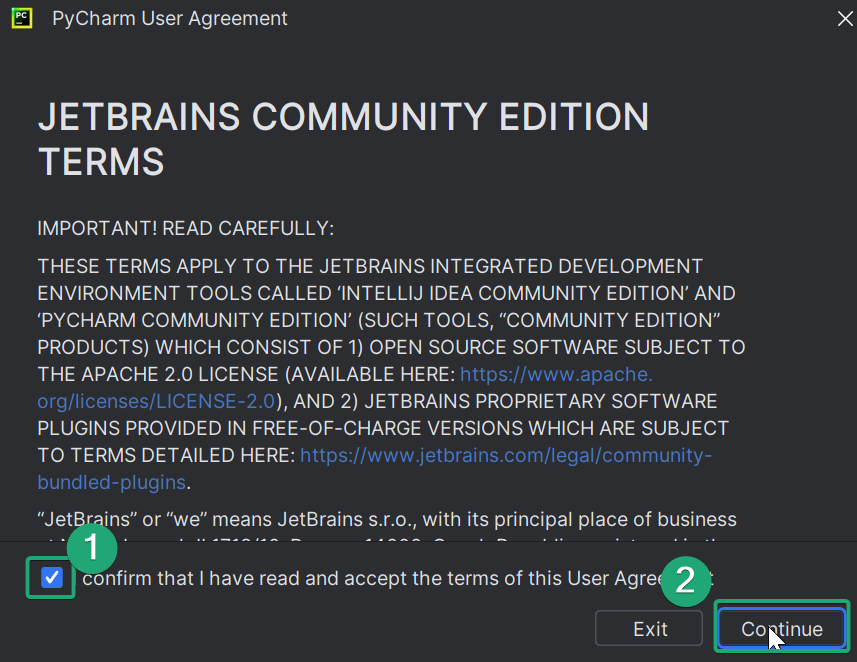 PC
PyCharm User Agreement
JETBRAINS COMMUNITY EDITION
TERMS
IMPORTANT! READ CAREFULLY:
THESE TERMS APPLY TO THE JETBRAINS INTEGRATED DEVELOPMENT
ENVIRONMENT TOOLS CALLED ‘INTELLIJ IDEA COMMUNITY EDITION’ AND
‘PYCHARM COMMUNITY EDITION’ (SUCH TOOLS, “COMMUNITY EDITION”
PRODUCTS) WHICH CONSIST OF 1) OPEN SOURCE SOFTWARE SUBJECT TO
THE APACHE 2.0 LICENSE (AVAILABLE HERE: https://www.apache.
org/licenses/LICENSE-2.0), AND 2) JETBRAINS PROPRIETARY SOFTWARE
PLUGINS PROVIDED IN FREE-OF-CHARGE VERSIONS WHICH ARE SUBJECT
TO TERMS DETAILED HERE: https://www.jetbrains.com/legal/community-
bundled-plugins.
“JetBrains” or “we” means JetBrains s.r.o., with its principal place of business
1
confirm that I have read and accept the terms of this User
2
Exit
Continue